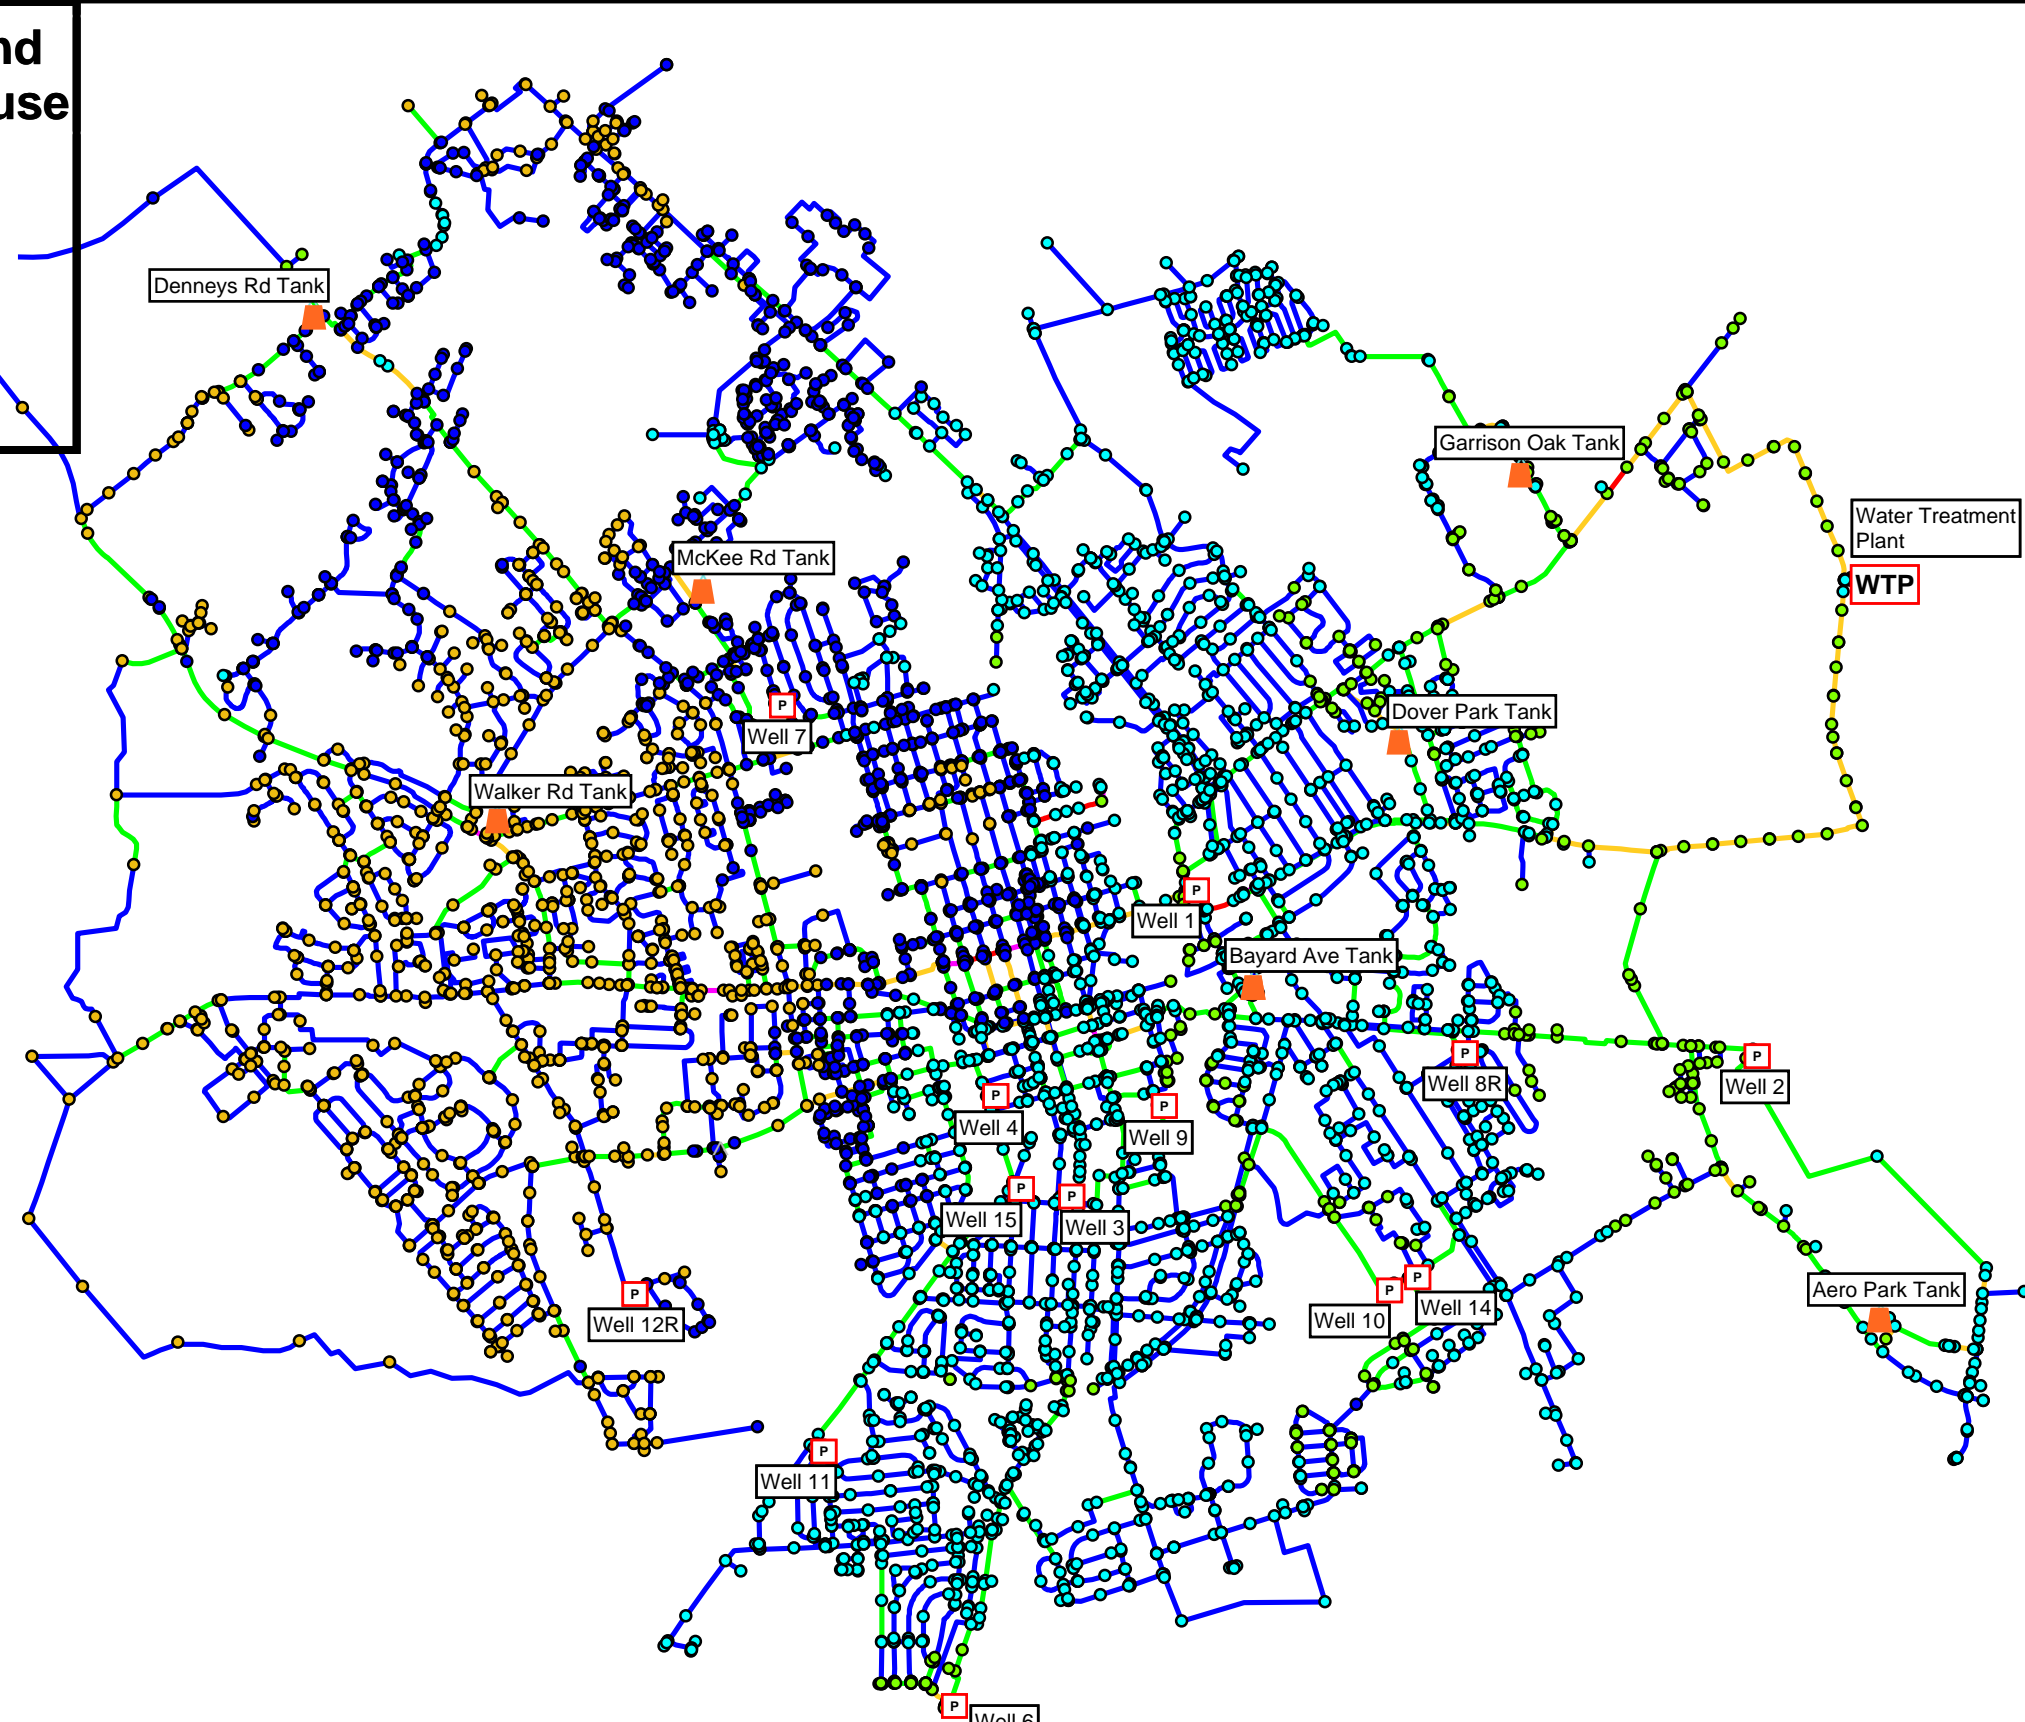 nd
use
Denneys Rd Tank
Garrison Oak Tank
Water Treatment
Plant
WTP
McKee Rd Tank
P
Well 7
Dover Park Tank
Walker Rd Tank
P
Well 1
Bayard Ave Tank
P
Well 8R
P
Well 2
P
Well 4
P
Well 9
P
Well 15
P
Well 3
P
Well 12R
P
Well 10
P
Well 14
Aero Park Tank
P
Well 11
P
Well 6